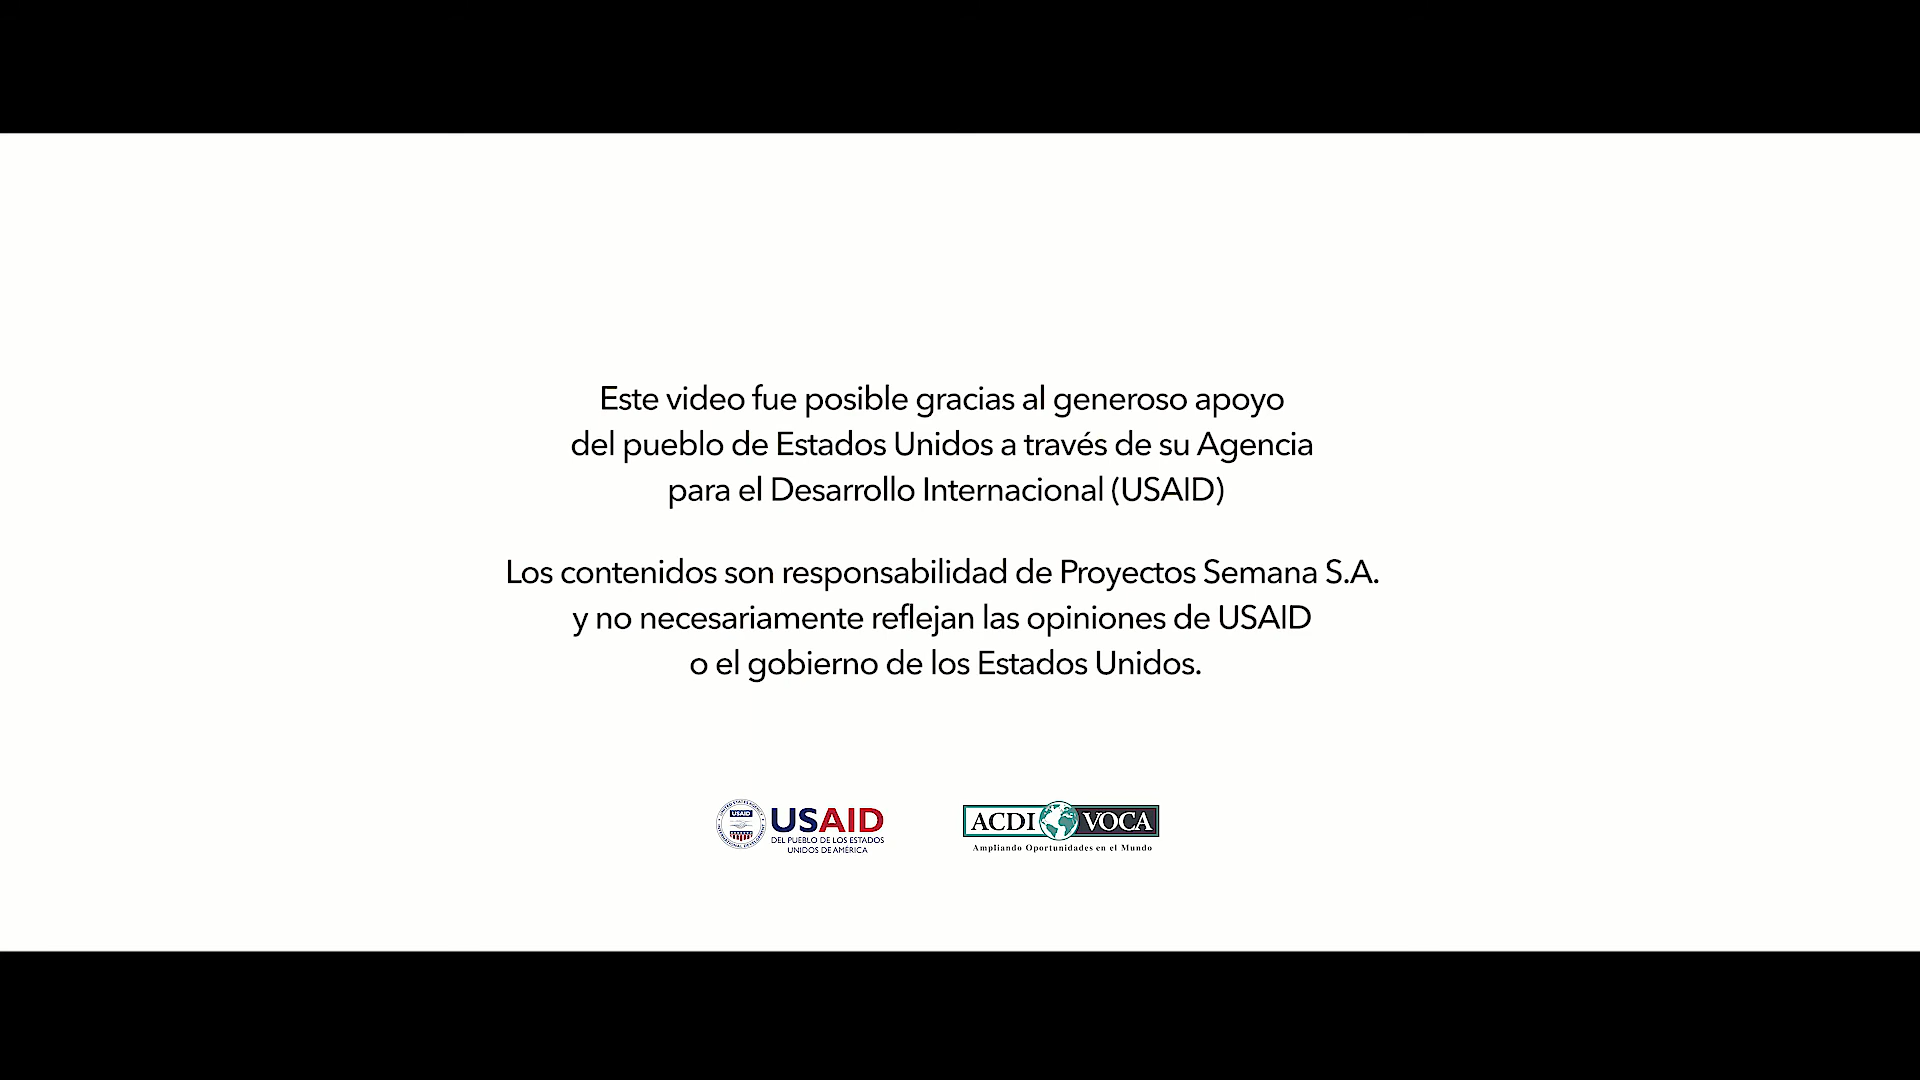 Este video fue posible gracias al generoso apoyo
del pueblo de Estados Unidos a través de su Agencia
para el Desarrollo Internacional (USAID)
Los contenidos son responsabilidad de Proyectos Semana S.A.
y no necesariamente reflejan las opiniones de USAID
o el gobierno de los Estados Unidos.
USAID
USAID
DEL PUEBLO DE LOS ESTADOS
UNIDOS DE AMÉRICA
ACDI VOCA
Ampliando Oportunidades en el Mundo